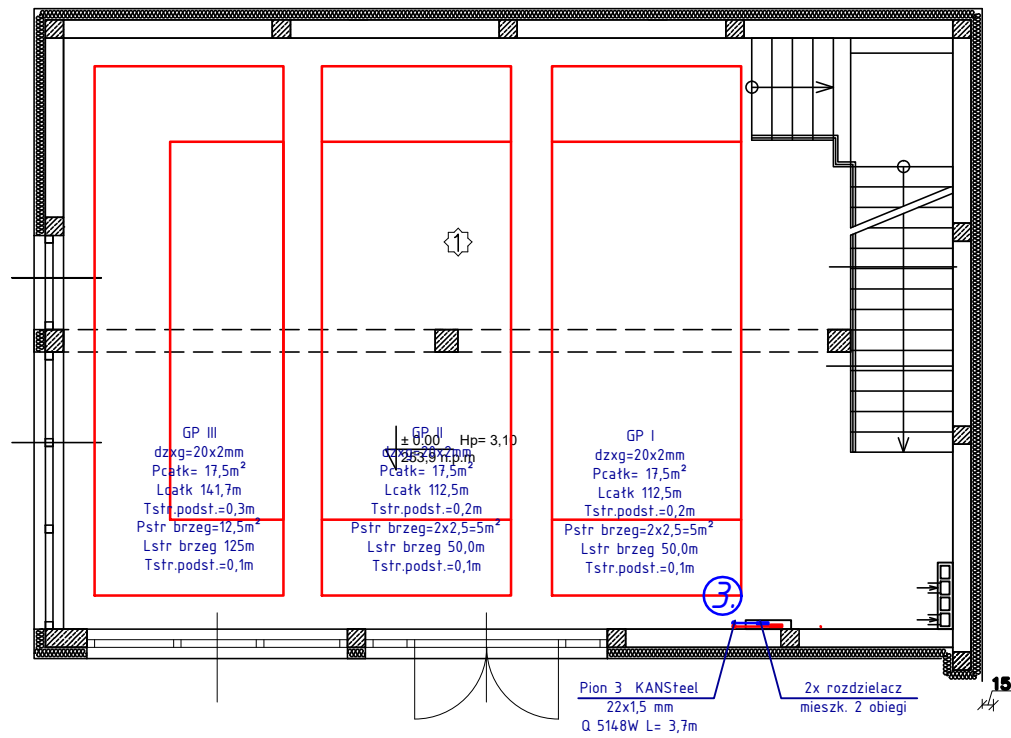 1
GP III
dzxg=20x2mm
Pcałk= 17,5m²
Lcałk 141,7m
Tstr.podst.=0,3m
Pstr brzeg=12,5m²
Lstr brzeg 125m
Tstr.podst.=0,1m
GP II
± 0.00 Hp= 3,10
dzxg=20x2mm
Pcałk= 17,5m²
Lcałk 112,5m
Tstr.podst.=0,2m
Pstr brzeg=2x2,5=5m²
Lstr brzeg 50,0m
Tstr.podst.=0,1m
GP I
dzxg=20x2mm
Pcałk= 17,5m²
Lcałk 112,5m
Tstr.podst.=0,2m
Pstr brzeg=2x2,5=5m²
Lstr brzeg 50,0m
Tstr.podst.=0,1m
3.
Pion 3 KANSteel
22x1,5 mm
Q 5148W L= 3,7m
2x rozdzielacz
mieszk. 2 obiegi
15